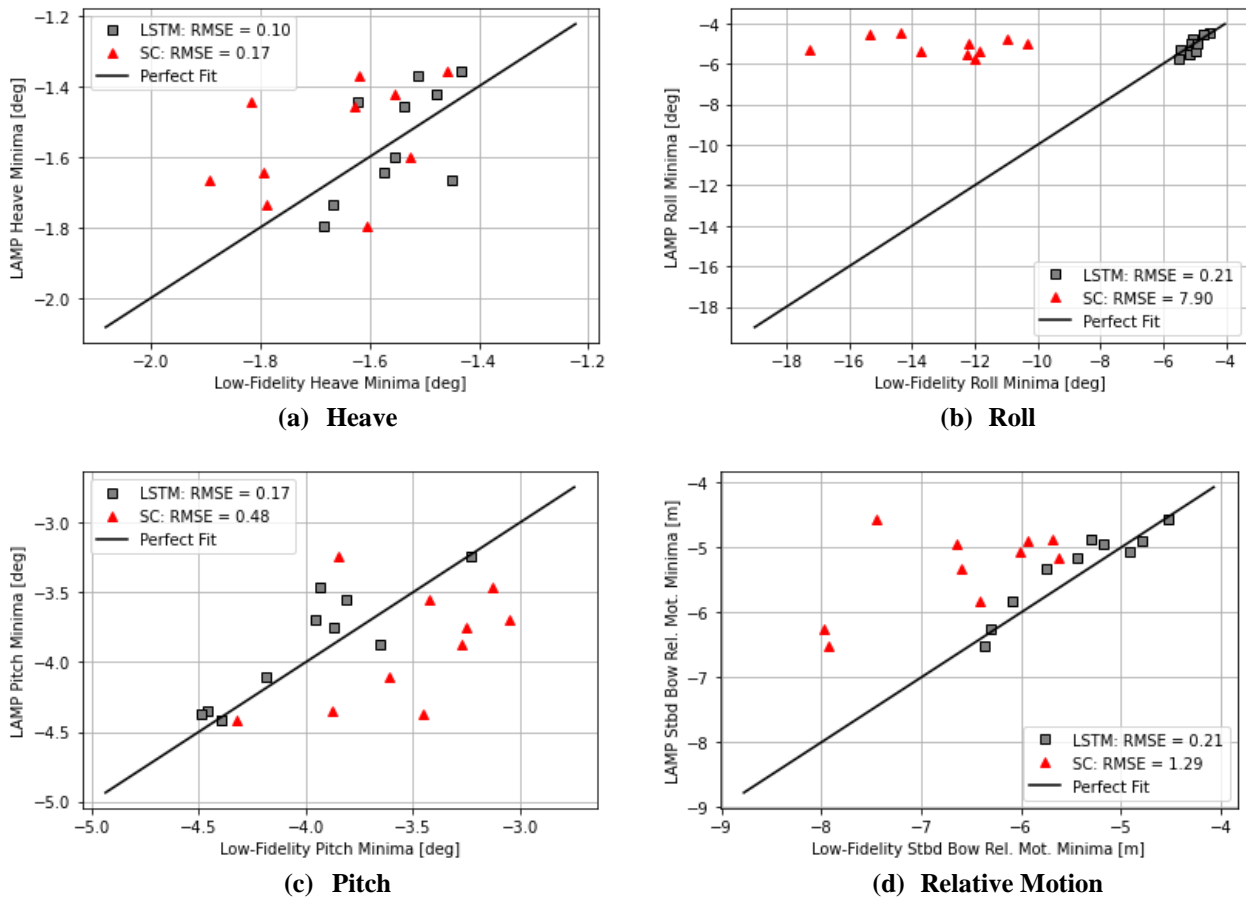 −1.2
−1.4
−1.6
−1.8
−2.0
LAMP Heave Minima [deg]
LSTM: RMSE = 0.10
SC: RMSE = 0.17
Perfect Fit
−2.0 −1.8 −1.6 −1.4 −1.2
Low-Fidelity Heave Minima [deg]
(a) Heave
−4
−6
−8
−10
−12
−14
−16
−18
LAMP Roll Minima [deg]
LSTM: RMSE = 0.21
SC: RMSE = 7.90
Perfect Fit
−18 −16 −14 −12 −10 −8 −6 −4
Low-Fidelity Roll Minima [deg]
(b) Roll
−3.0
−3.5
−4.0
−4.5
−5.0
LAMP Pitch Minima [deg]
LSTM: RMSE = 0.17
SC: RMSE = 0.48
Perfect Fit
−5.0 −4.5 −4.0 −3.5 −3.0
Low-Fidelity Pitch Minima [deg]
(c) Pitch
−4
−5
−6
−7
−8
−9
LAMP Stbd Bow Rel. Mot. Minima [m]
LSTM: RMSE = 0.21
SC: RMSE = 1.29
Perfect Fit
−9 −8 −7 −6 −5 −4
Low-Fidelity Stbd Bow Rel. Mot. Minima [m]
(d) Relative Motion